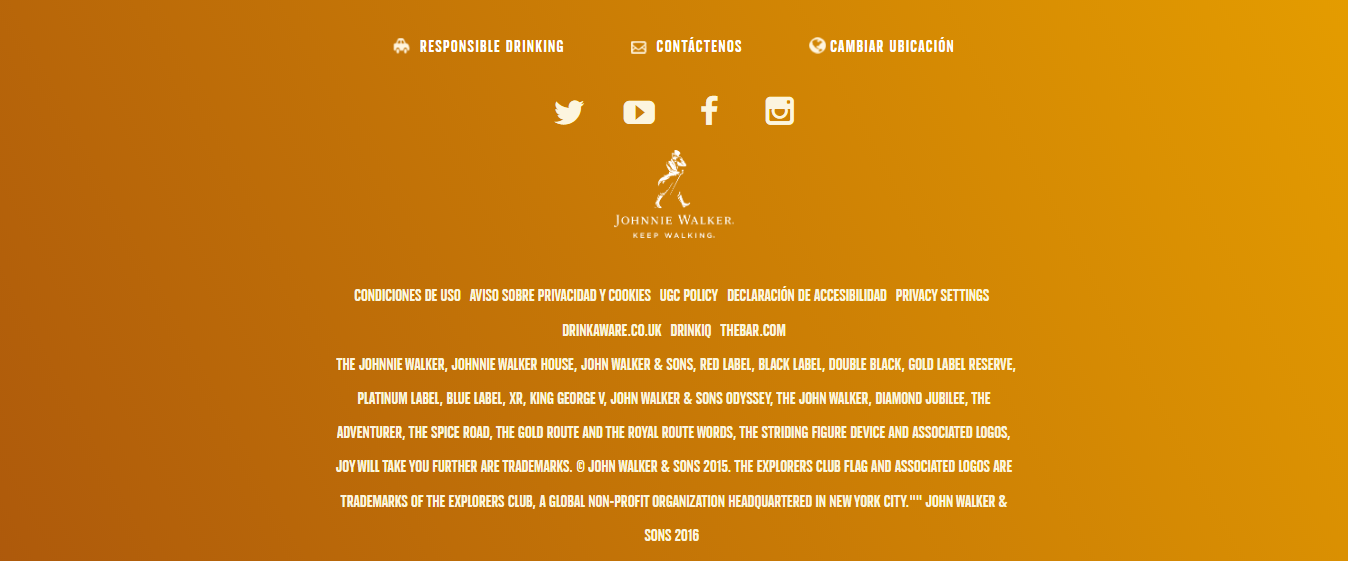 RESPONSIBLE DRINKING CONTÁCTENOS CAMBIAR UBICACIÓN
JOHNNIE WALKER.
KEEP WALKING.
CONDICIONES DE USO AVISO SOBRE PRIVACIDAD Y COOKIES UGC POLICY DECLARACIÓN DE ACCESIBILIDAD PRIVACY SETTINGS
DRINKAWARE.CO.UK DRINKIQ THEBAR.COM
THE JOHNNIE WALKER, JOHNNIE WALKER HOUSE, JOHN WALKER & SONS, RED LABEL, BLACK LABEL, DOUBLE BLACK, GOLD LABEL RESERVE,
PLATINUM LABEL, BLUE LABEL, XR, KING GEORGE V, JOHN WALKER & SONS ODYSSEY, THE JOHN WALKER, DIAMOND JUBILEE, THE
ADVENTURER, THE SPICE ROAD, THE GOLD ROUTE AND THE ROYAL ROUTE WORDS, THE STRIDING FIGURE DEVICE AND ASSOCIATED LOGOS,
JOY WILL TAKE YOU FURTHER ARE TRADEMARKS. © JOHN WALKER & SONS 2015. THE EXPLORERS CLUB FLAG AND ASSOCIATED LOGOS ARE
TRADEMARKS OF THE EXPLORERS CLUB, A GLOBAL NON-PROFIT ORGANIZATION HEADQUARTERED IN NEW YORK CITY."" JOHN WALKER &
SONS 2016